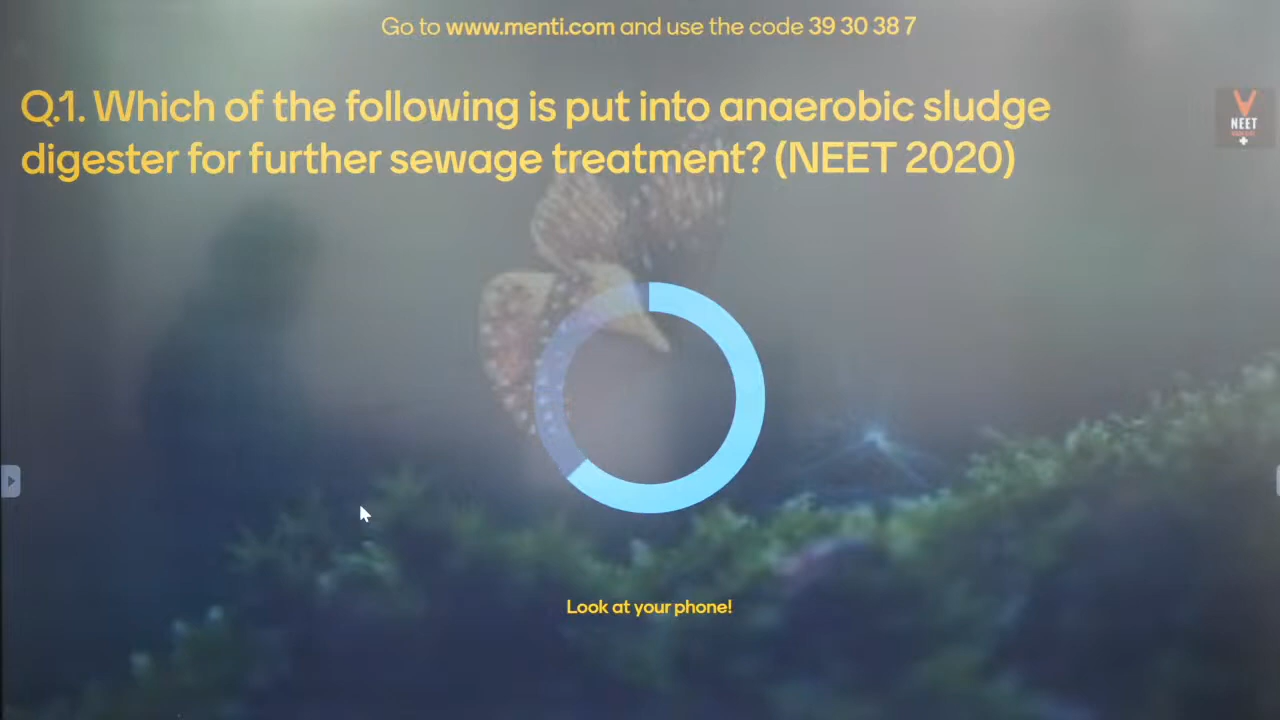 Go to www.menti.com and use the code 39 30 38 7
Q.1. Which of the following is put into anaerobic sludge
digester for further sewage treatment? (NEET 2020)
NEET
Look at your phone!